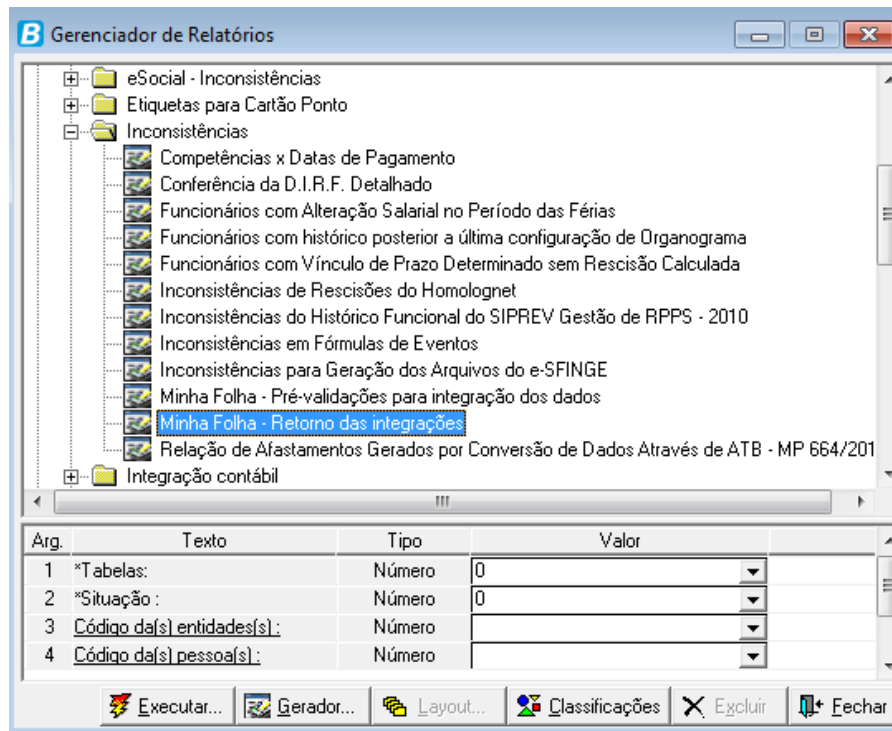 B Gerenciador de Relatórios
eSocial - Inconsistências
Etiquetas para Cartão Ponto
Inconsistências
Competências x Datas de Pagamento
Conferência da D.I.R.F. Detalhado
Funcionários com Alteração Salarial no Período das Férias
Funcionários com histórico posterior a última configuração de Organograma
Funcionários com Vínculo de Prazo Determinado sem Rescisão Calculada
Inconsistências de Rescisões do Homolognet
Inconsistências do Histórico Funcional do SIPREV Gestão de RPPS - 2010
Inconsistências em Fórmulas de Eventos
Inconsistências para Geração dos Arquivos do e-SFINGE
Minha Folha - Pré-validações para integração dos dados
Minha Folha - Retorno das integrações
Relação de Afastamentos Gerados por Conversão de Dados Através de ATB - MP 664/201
Integração contábil
Arg. Texto Tipo Valor
1 *Tabelas: Número 0
2 *Situação : Número 0
3 Código da(s) entidades(s) : Número
4 Código da(s) pessoa(s) : Número
Executar... Gerador... Layout... Classificações Excluir Fechar